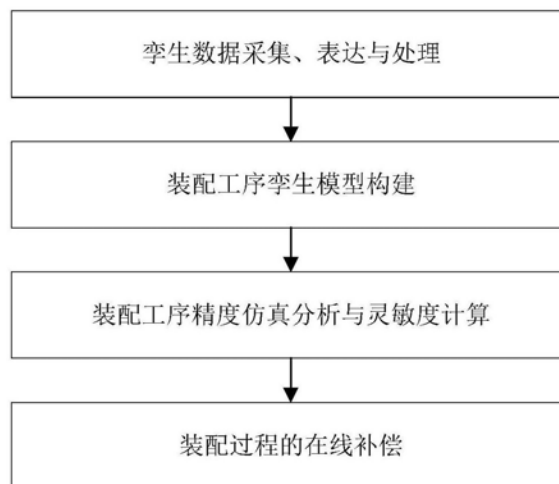 孪生数据采集、表达与处理
装配工序孪生模型构建
装配工序精度仿真分析与灵敏度计算
装配过程的在线补偿